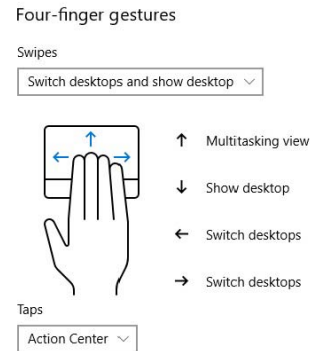 Four-finger gestures
Swipes
Switch desktops and show desktop
Multitasking view
Show desktop
Switch desktops
Switch desktops
Taps
Action Center